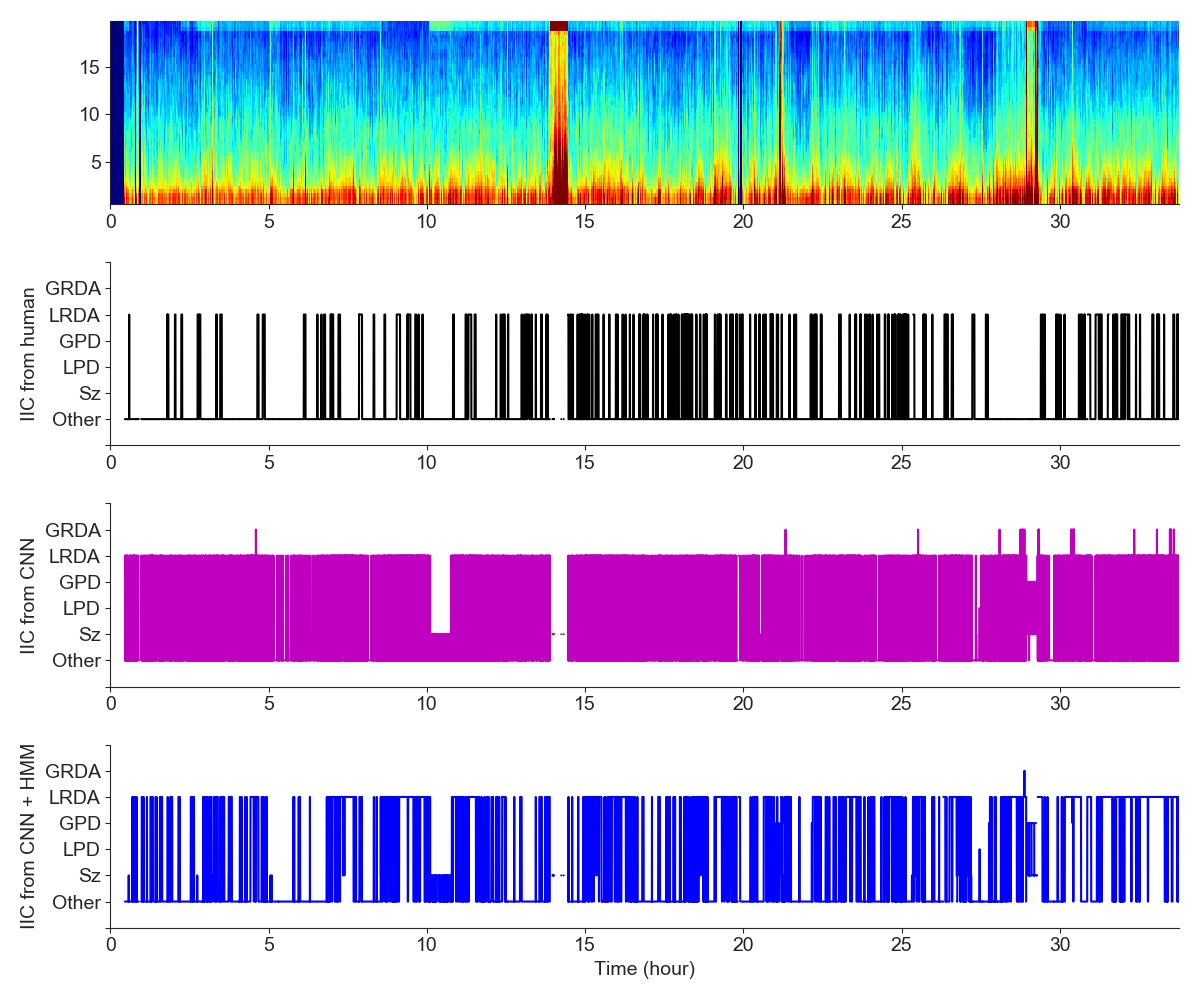 15
10
5
0 5 10 15 20 25 30
IIC from human
GRDA
LRDA
GPD
LPD
Sz
Other
0 5 10 15 20 25 30
IIC from CNN
GRDA
LRDA
GPD
LPD
Sz
Other
0 5 10 15 20 25 30
IIC from CNN + HMM
GRDA
LRDA
GPD
LPD
Sz
Other
0 5 10 15 20 25 30
Time (hour)